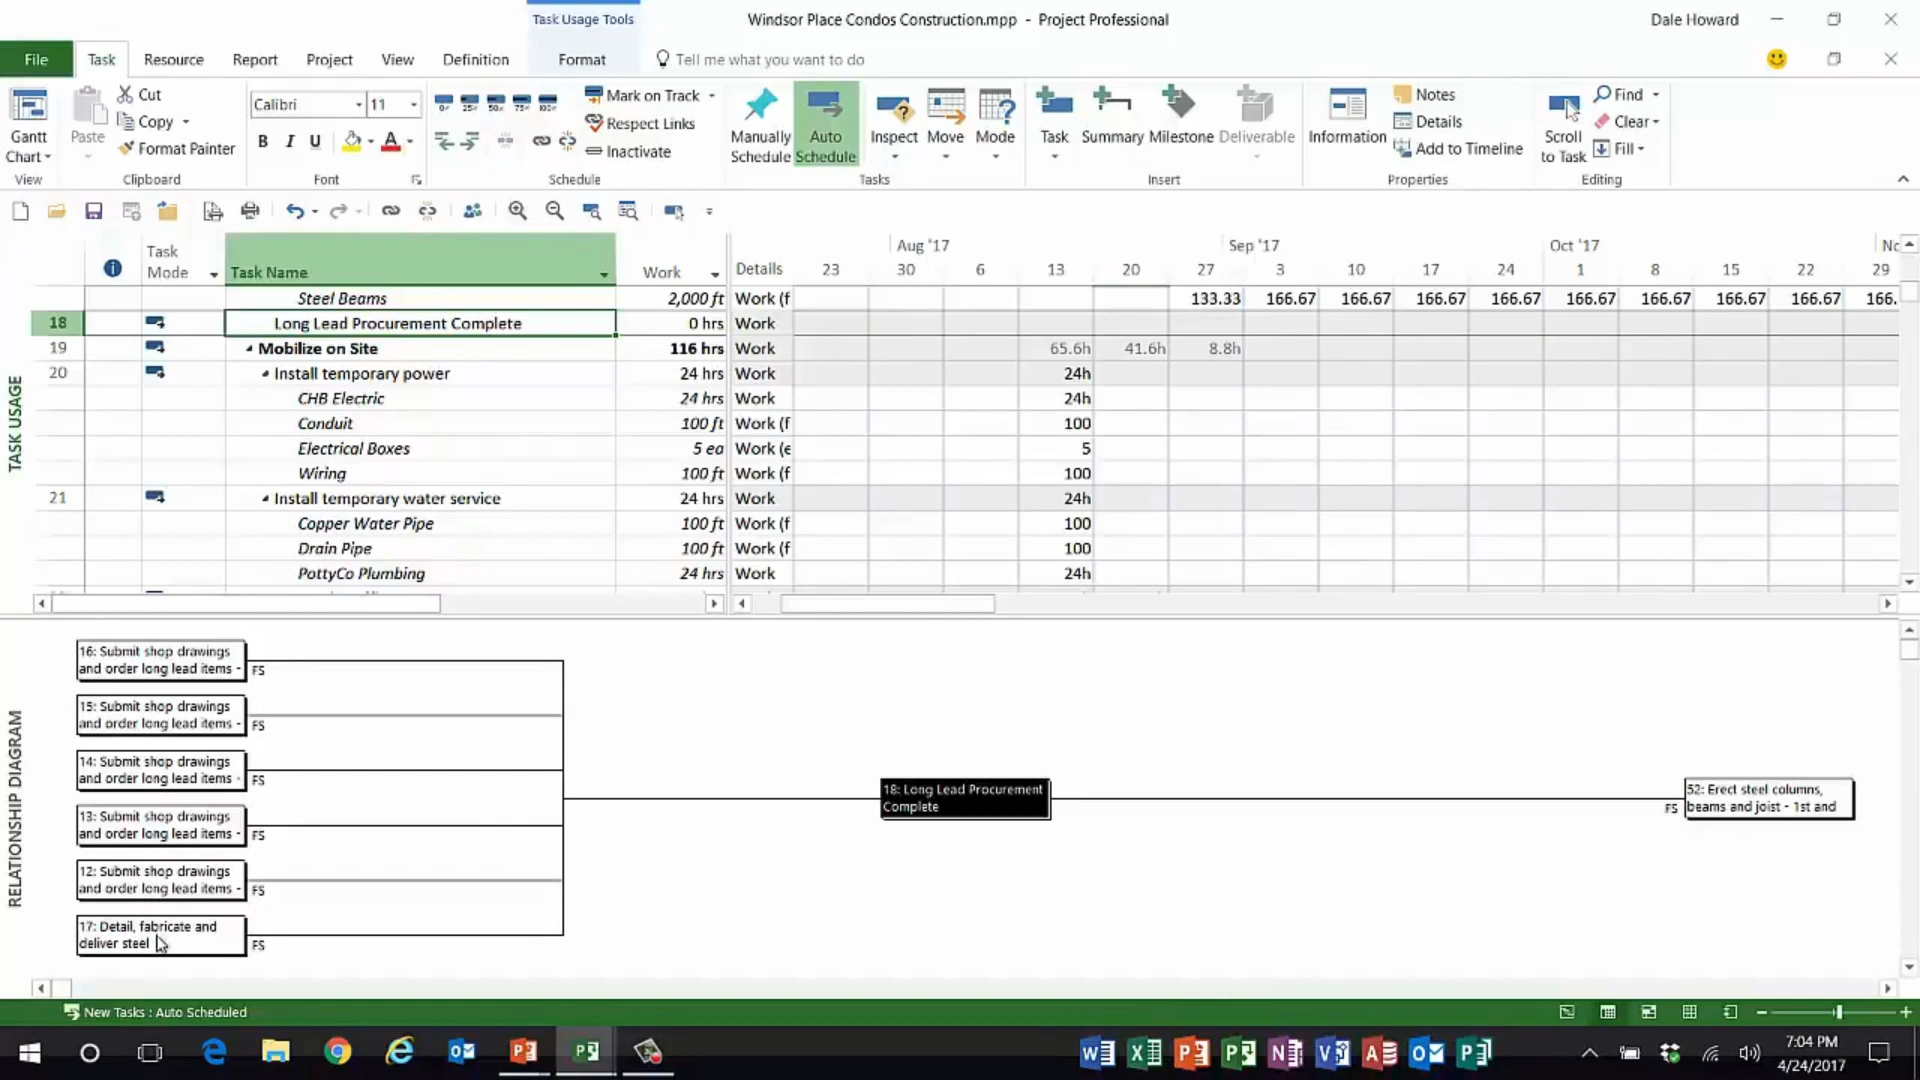 Task Usage Tools
Windsor Place Condos Construction.mpp - Project Professional
Dale Howard
File Task Resource Report Project View Definition Format Tell me what you want to do
Gantt Chart
View
Paste
Cut
Copy
Format Painter
Clipboard
Calibri 11
B I U
Font
0% 25% 50% 75% 100%
Mark on Track
Respect Links
Inactivate
Schedule
Manually Schedule
Auto Schedule
Inspect
Move
Mode
Tasks
Task
Summary
Milestone
Deliverable
Insert
Information
Notes
Details
Add to Timeline
Properties
Scroll to Task
Find
Clear
Fill
Editing
Aug '17 Sep '17 Oct '17
Task Mode Task Name Work Details 23 30 6 13 20 27 3 10 17 24 1 8 15 22 29
Steel Beams 2,000 ft Work (f 133.33 166.67 166.67 166.67 166.67 166.67 166.67 166.67 166.67 166.
18 Long Lead Procurement Complete 0 hrs Work
19 Mobilize on Site 116 hrs Work 65.6h 41.6h 8.8h
20 Install temporary power 24 hrs Work 24h
CHB Electric 24 hrs Work 24h
Conduit 100 ft Work (f 100
Electrical Boxes 5 ea Work (e 5
Wiring 100 ft Work (f 100
21 Install temporary water service 24 hrs Work 24h
Copper Water Pipe 100 ft Work (f 100
Drain Pipe 100 ft Work (f 100
PottyCo Plumbing 24 hrs Work 24h
TASK USAGE
16: Submit shop drawings
and order long lead items -
FS
15: Submit shop drawings
and order long lead items -
FS
14: Submit shop drawings
and order long lead items -
FS
13: Submit shop drawings
and order long lead items -
FS
12: Submit shop drawings
and order long lead items -
FS
17: Detail, fabricate and
deliver steel
FS
18: Long Lead Procurement
Complete
FS
52: Erect steel columns,
beams and joist - 1st and
RELATIONSHIP DIAGRAM
New Tasks : Auto Scheduled
7:04 PM
4/24/2017